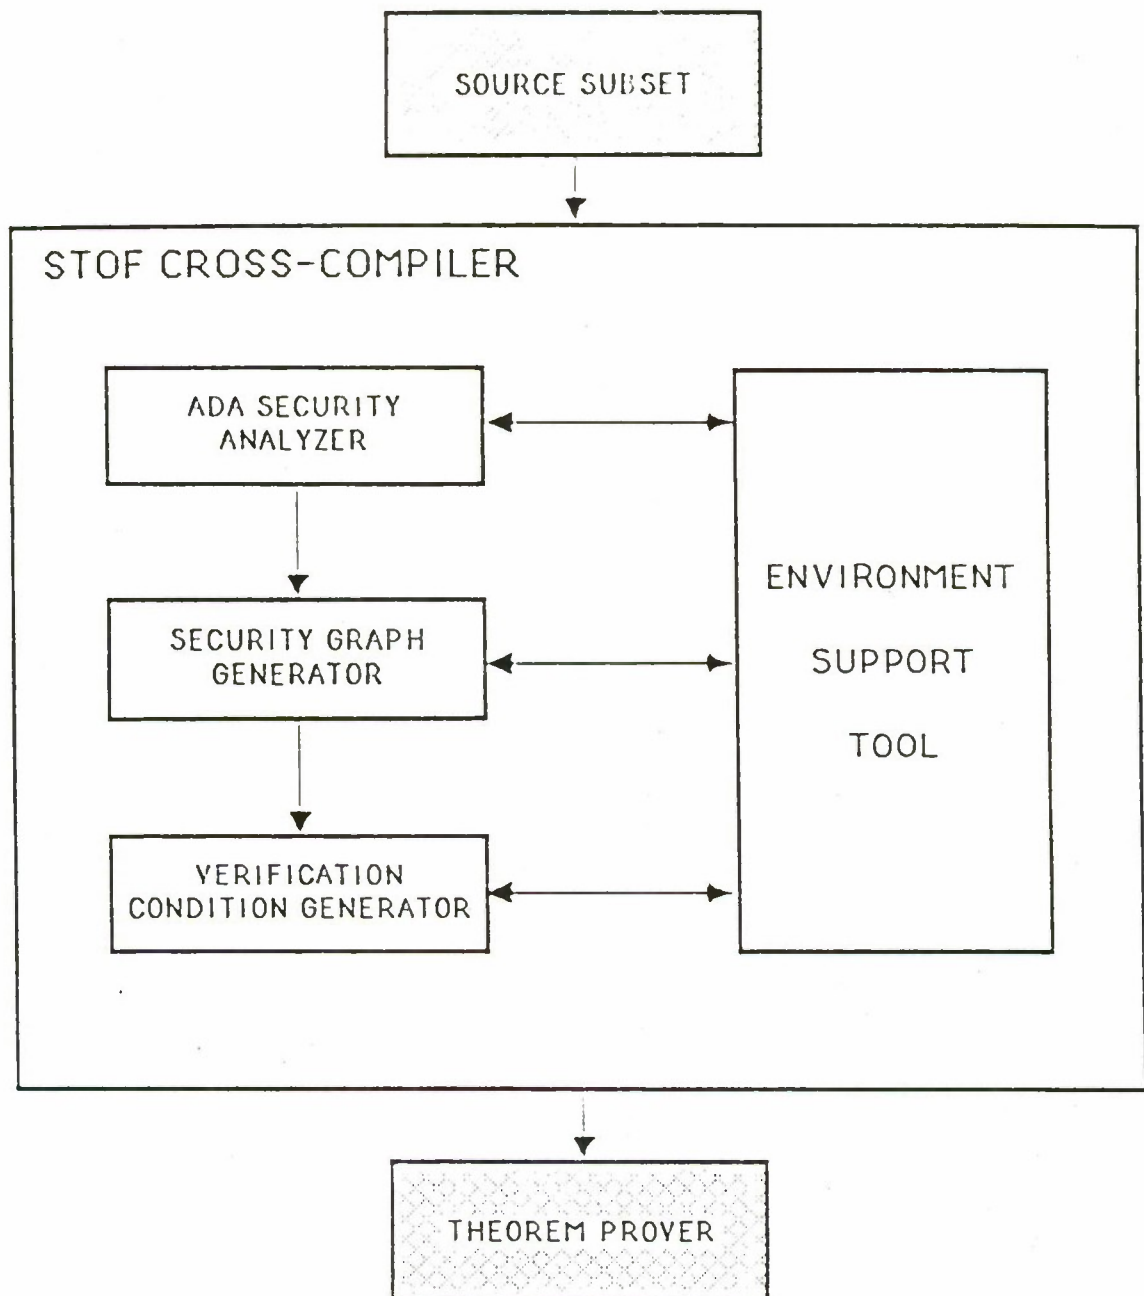 SOURCE SUBSET
STOF CROSS-COMPILER
ADA SECURITY
ANALYZER
SECURITY GRAPH
GENERATOR
VERIFICATION
CONDITION GENERATOR
ENVIRONMENT
SUPPORT
TOOL
THEOREM PROVER